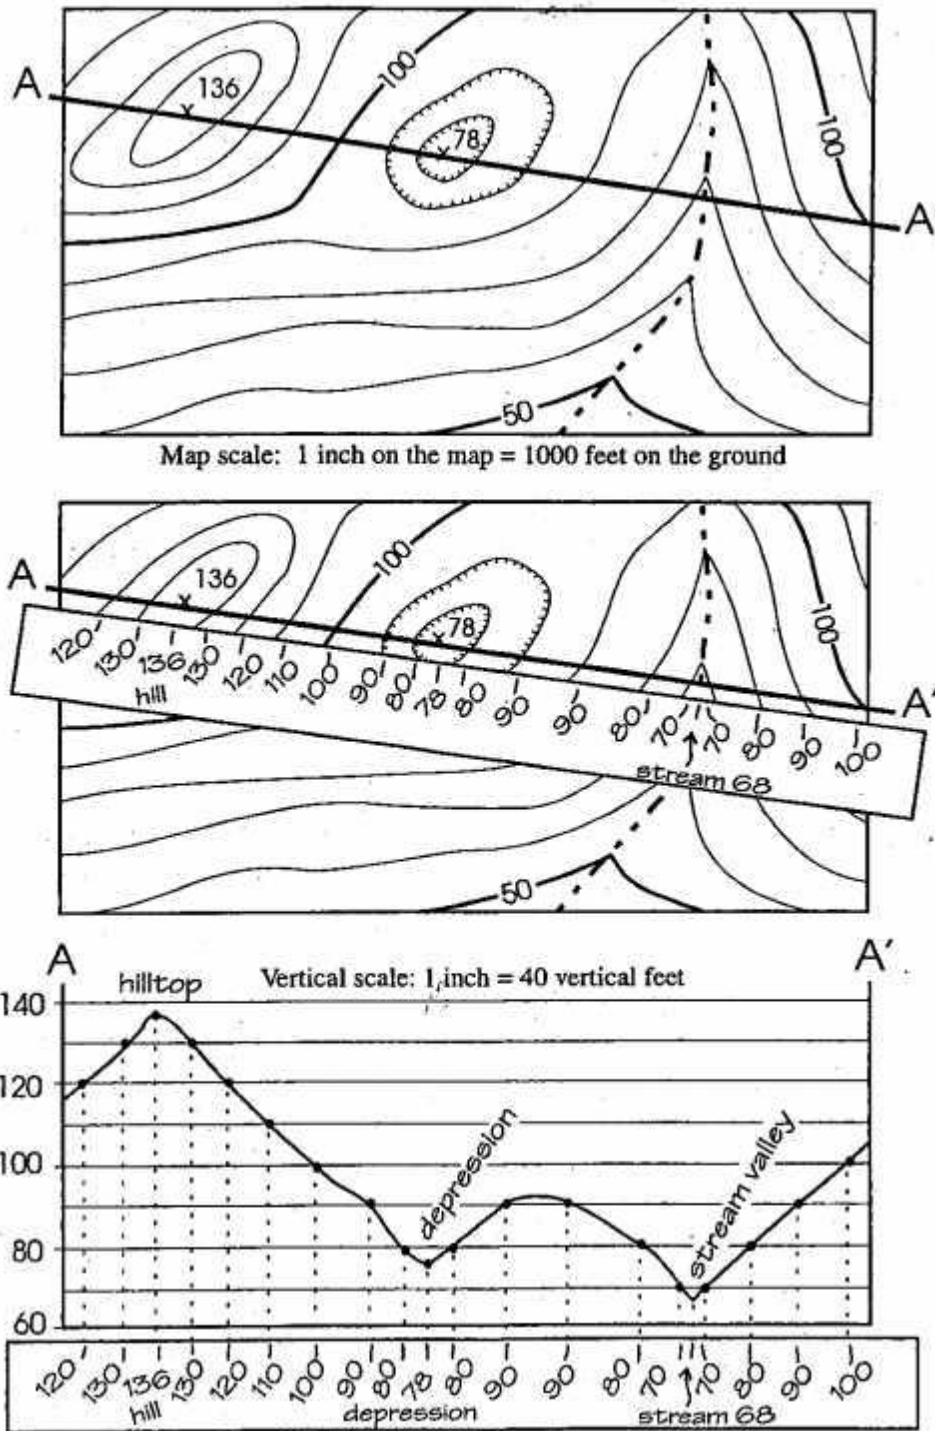 A
136
100
78
100
A
50
Map scale: 1 inch on the map = 1000 feet on the ground
A
136
100
78
100
A'
120 130 136 130 120 110 100 90 80 78 80 90 90 80 70 70 80 90 100
hill
stream 68
50
A
A'
hilltop
Vertical scale: 1 inch = 40 vertical feet
140
120
depression
stream valley
100
80
60
120 130 136 130 120 110 100 90 80 78 80 90 90 80 70 70 80 90 100
hill
depression
stream 68